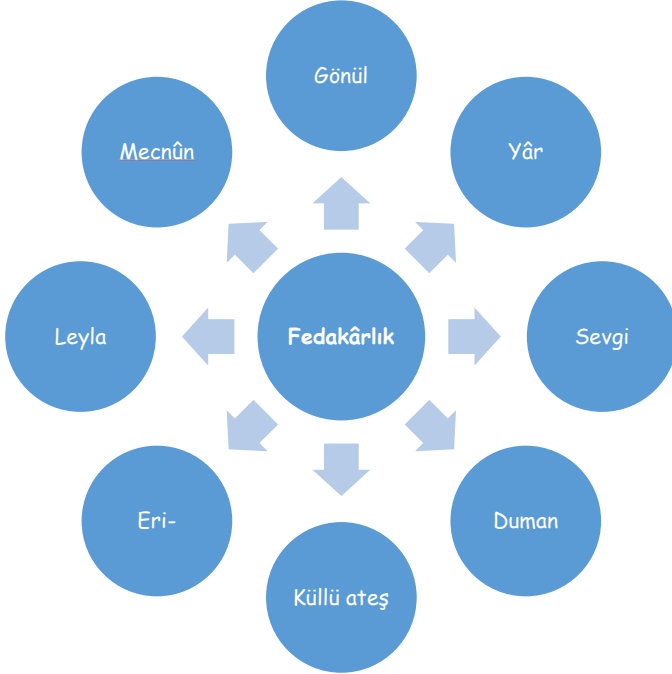 Gönül
Mecnûn
Yâr
Leyla
Fedakârlık
Sevgi
Eri-
Duman
Küllü ateş